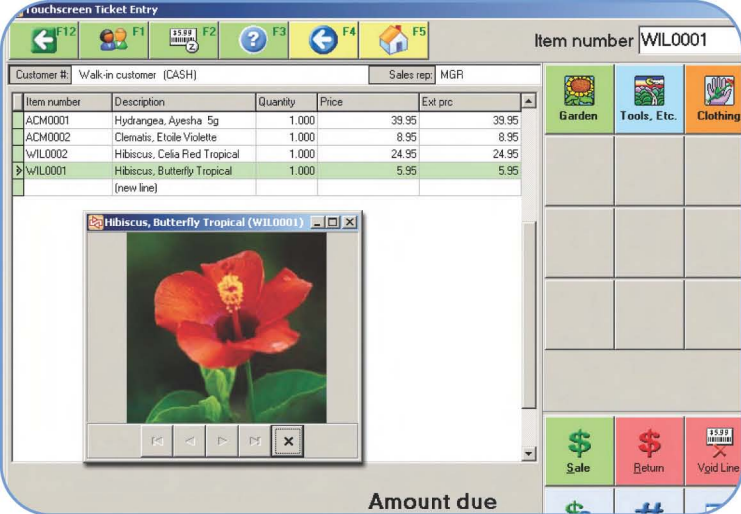 Touchscreen Ticket Entry
F12 F1 $5.99 F2 F3 F4 F5
Item number WIL0001
Customer #: Walk-in customer (CASH) Sales rep: MGR
Item number Description Quantity Price Ext prc
ACM0001 Hydrangea, Ayesha 5g 1.000 39.95 39.95
ACM0002 Clematis, Etoile Violette 1.000 8.95 8.95
WIL0002 Hibiscus, Celia Red Tropical 1.000 24.95 24.95
WIL0001 Hibiscus, Butterfly Tropical 1.000 5.95 5.95
(new line)
Garden Tools, Etc. Clothing
Hibiscus, Butterfly Tropical (WIL0001)
$ $ $5.99
Sale Return Void Line
Amount due